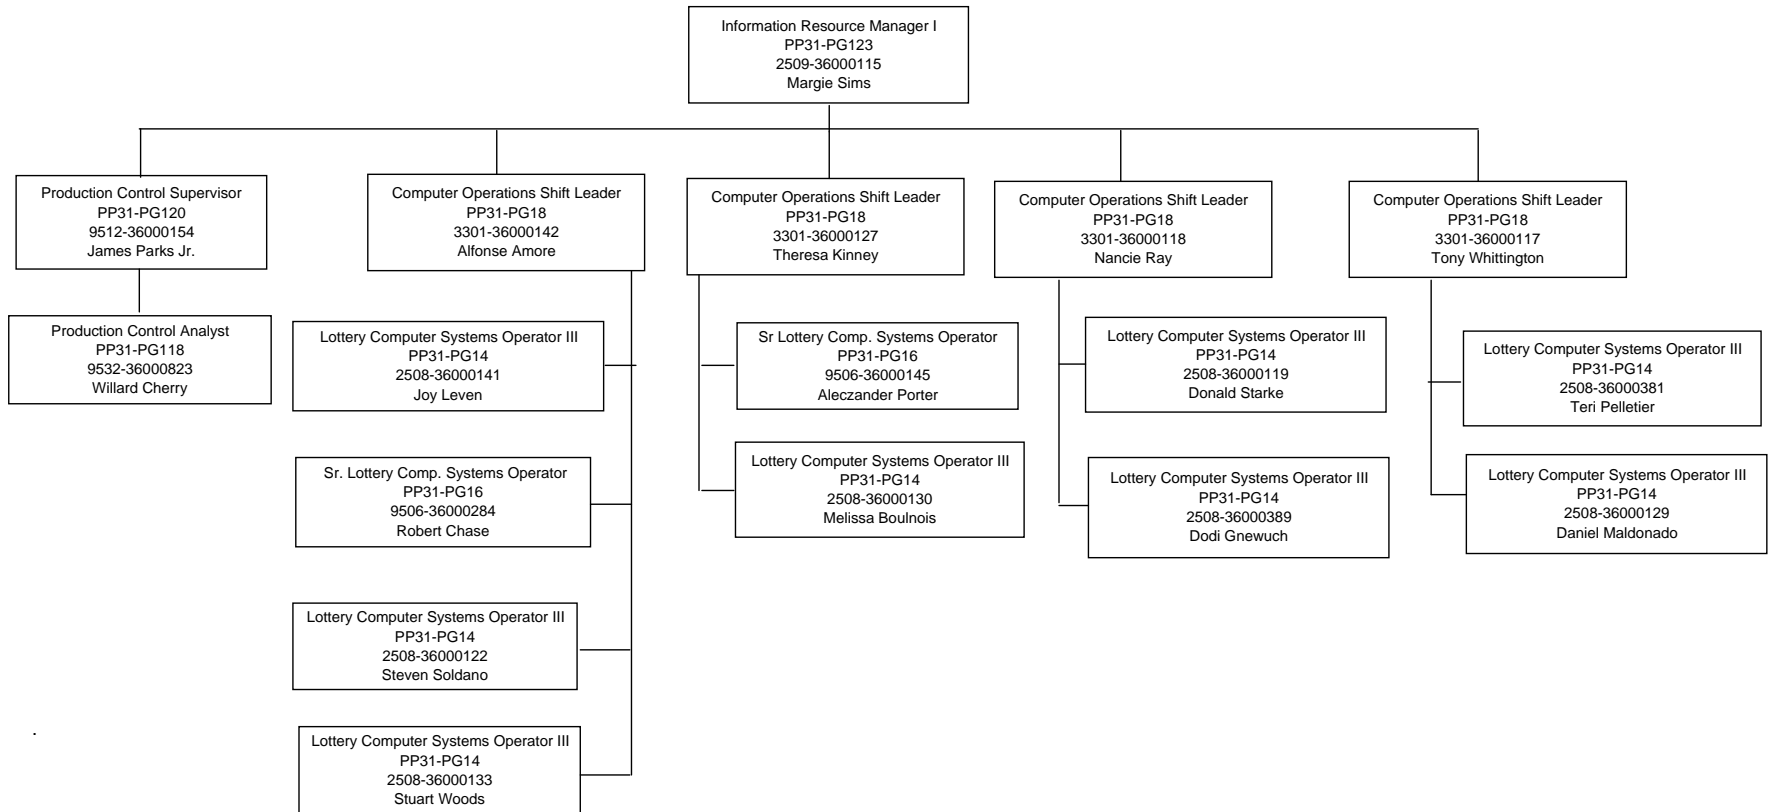 Information Resource Manager I
PP31-PG123
2509-36000115
Margie Sims
Production Control Supervisor
PP31-PG120
9512-36000154
James Parks Jr.
Computer Operations Shift Leader
PP31-PG18
3301-36000142
Alfonse Amore
Computer Operations Shift Leader
PP31-PG18
3301-36000127
Theresa Kinney
Computer Operations Shift Leader
PP31-PG18
3301-36000118
Nancie Ray
Computer Operations Shift Leader
PP31-PG18
3301-36000117
Tony Whittington
Production Control Analyst
PP31-PG118
9532-36000823
Willard Cherry
Lottery Computer Systems Operator III
PP31-PG14
2508-36000141
Joy Leven
Sr Lottery Comp. Systems Operator
PP31-PG16
9506-36000145
Aleczander Porter
Lottery Computer Systems Operator III
PP31-PG14
2508-36000119
Donald Starke
Lottery Computer Systems Operator III
PP31-PG14
2508-36000381
Teri Pelletier
Sr. Lottery Comp. Systems Operator
PP31-PG16
9506-36000284
Robert Chase
Lottery Computer Systems Operator III
PP31-PG14
2508-36000130
Melissa Boulnois
Lottery Computer Systems Operator III
PP31-PG14
2508-36000389
Dodi Gnewuch
Lottery Computer Systems Operator III
PP31-PG14
2508-36000129
Daniel Maldonado
Lottery Computer Systems Operator III
PP31-PG14
2508-36000122
Steven Soldano
.
Lottery Computer Systems Operator III
PP31-PG14
2508-36000133
Stuart Woods